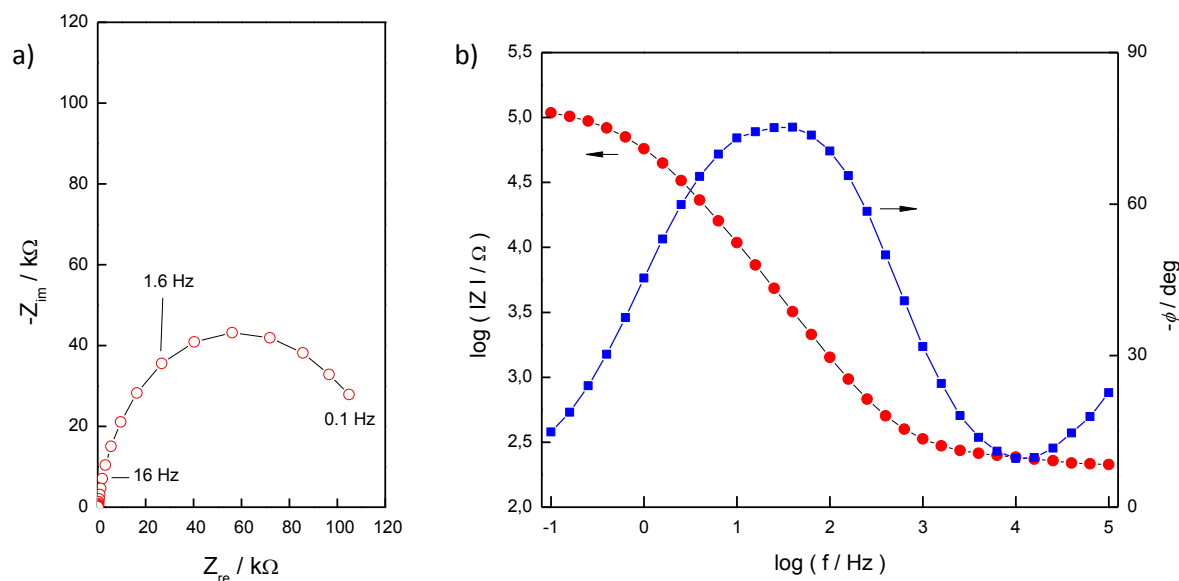 a)
120
100
80
60
40
20
0
-Z_im / kΩ
1.6 Hz
16 Hz
0.1 Hz
0 20 40 60 80 100 120
Z_re / kΩ
b)
5,5
5,0
4,5
4,0
3,5
3,0
2,5
2,0
log ( IZ I / Ω )
90
60
30
0
-ϕ / deg
-1 0 1 2 3 4 5
log ( f / Hz )